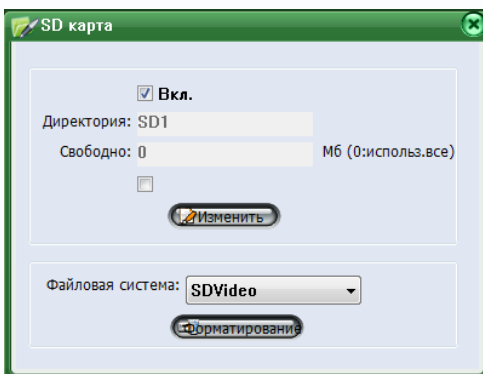 SD карта
Вкл.
Директория: SD1
Свободно: 0 Мб (0:использ.все)
Изменить
Файловая система: SDVideo
Форматирование